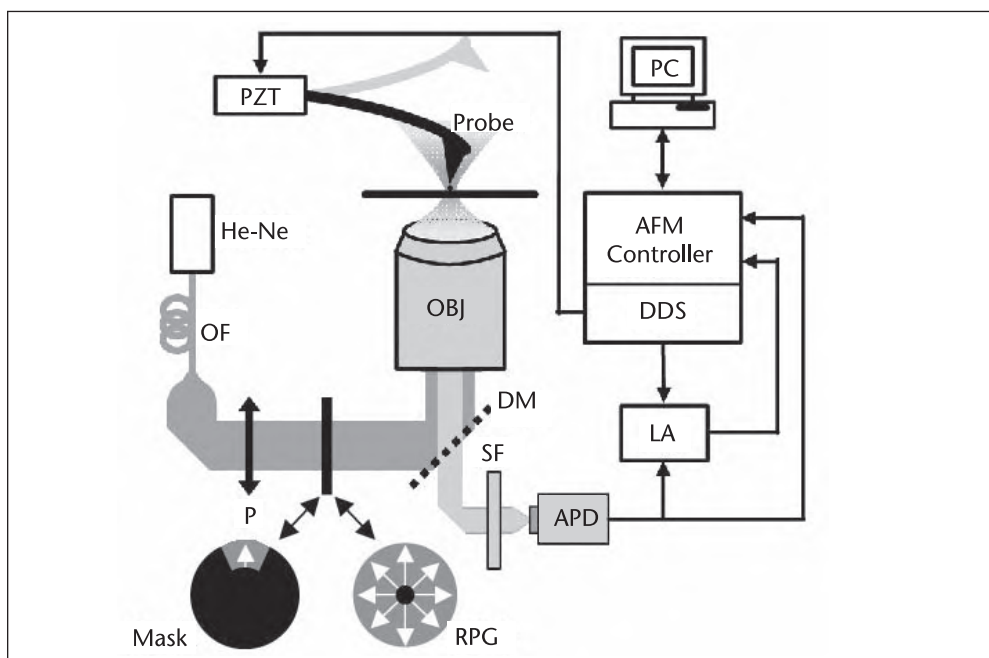 PC
PZT
Probe
He-Ne
AFM
Controller
OBJ
DDS
OF
DM
LA
SF
P
APD
Mask
RPG